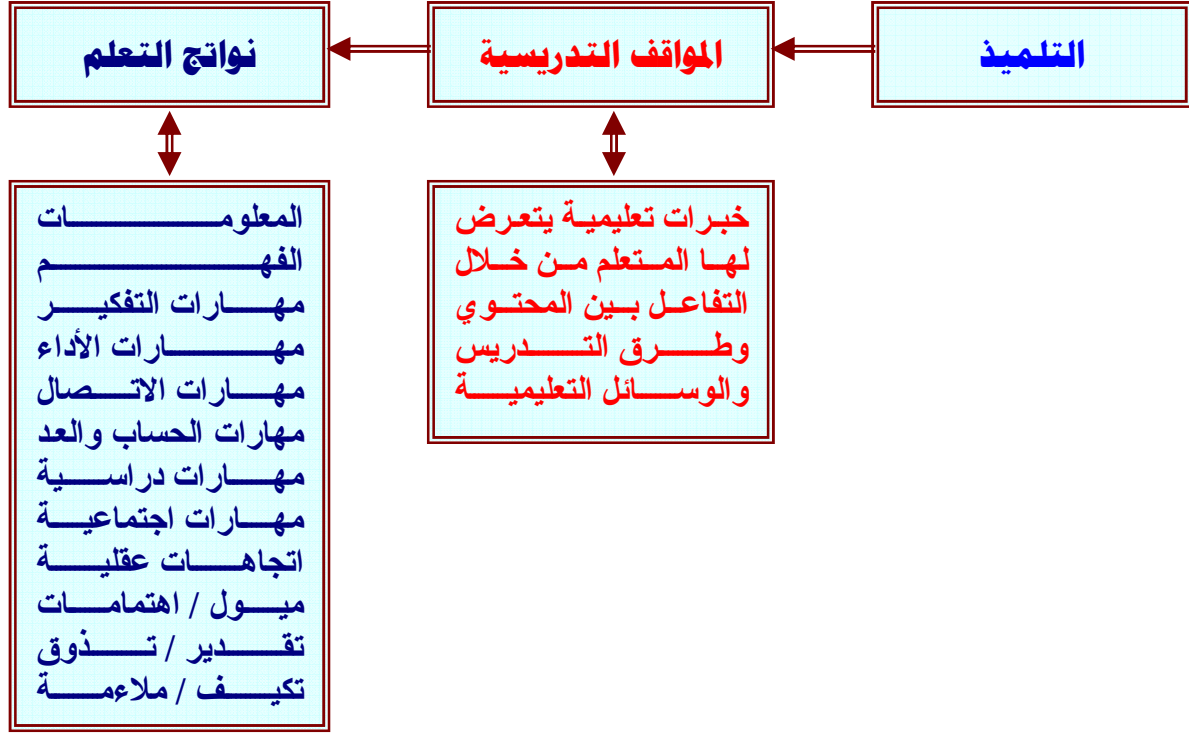 التلميذ
المواقف التدريسية
نواتج التعلم
خبرات تعليمية يتعرض
لها المتعلم من خلال
التفاعل بين المحتوي
وطرق التدريس
والوسائل التعليمية
المعلومات
الفهم
مهارات التفكير
مهارات الأداء
مهارات الاتصال
مهارات الحساب والعد
مهارات دراسية
مهارات اجتماعية
اتجاهات عقلية
ميول / اهتمامات
تقدير / تذوق
تكيف / ملاءمة